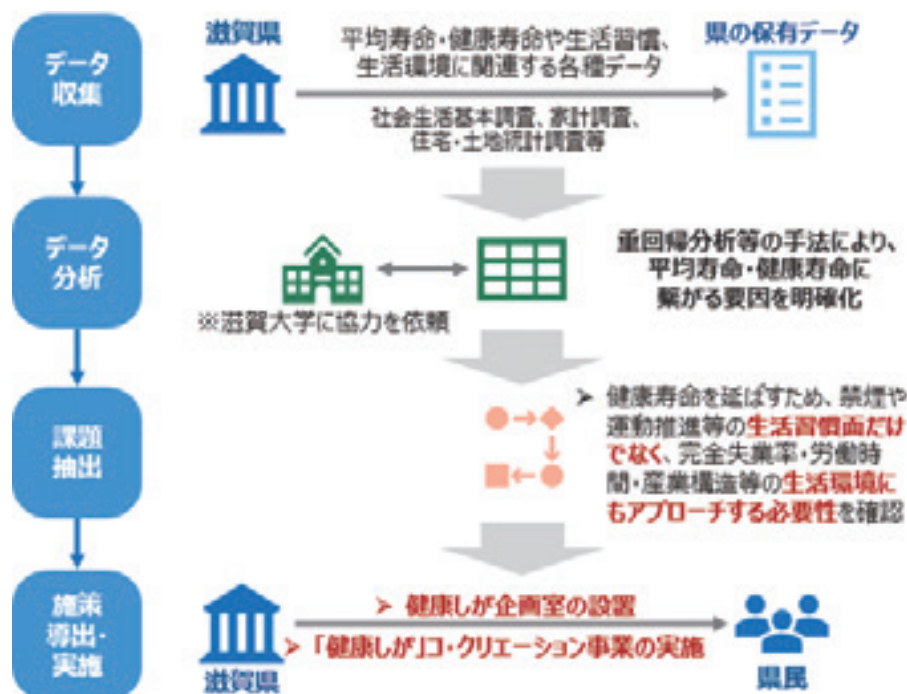 データ
収集
滋賀県
平均寿命・健康寿命や生活習慣、
生活環境に関連する各種データ
社会生活基本調査、家計調査、
住宅・土地統計調査等
県の保有データ
データ
分析
※滋賀大学に協力を依頼
重回帰分析等の手法により、
平均寿命・健康寿命に
繋がる要因を明確化
課題
抽出
➢ 健康寿命を延ばすため、禁煙や
運動推進等の生活習慣面だけ
でなく、完全失業率・労働時
間・産業構造等の生活環境に
もアプローチする必要性を確認
施策
導出・
実施
滋賀県
➢ 健康しが企画室の設置
➢ 「健康しが」コ・クリエーション事業の実施
県民